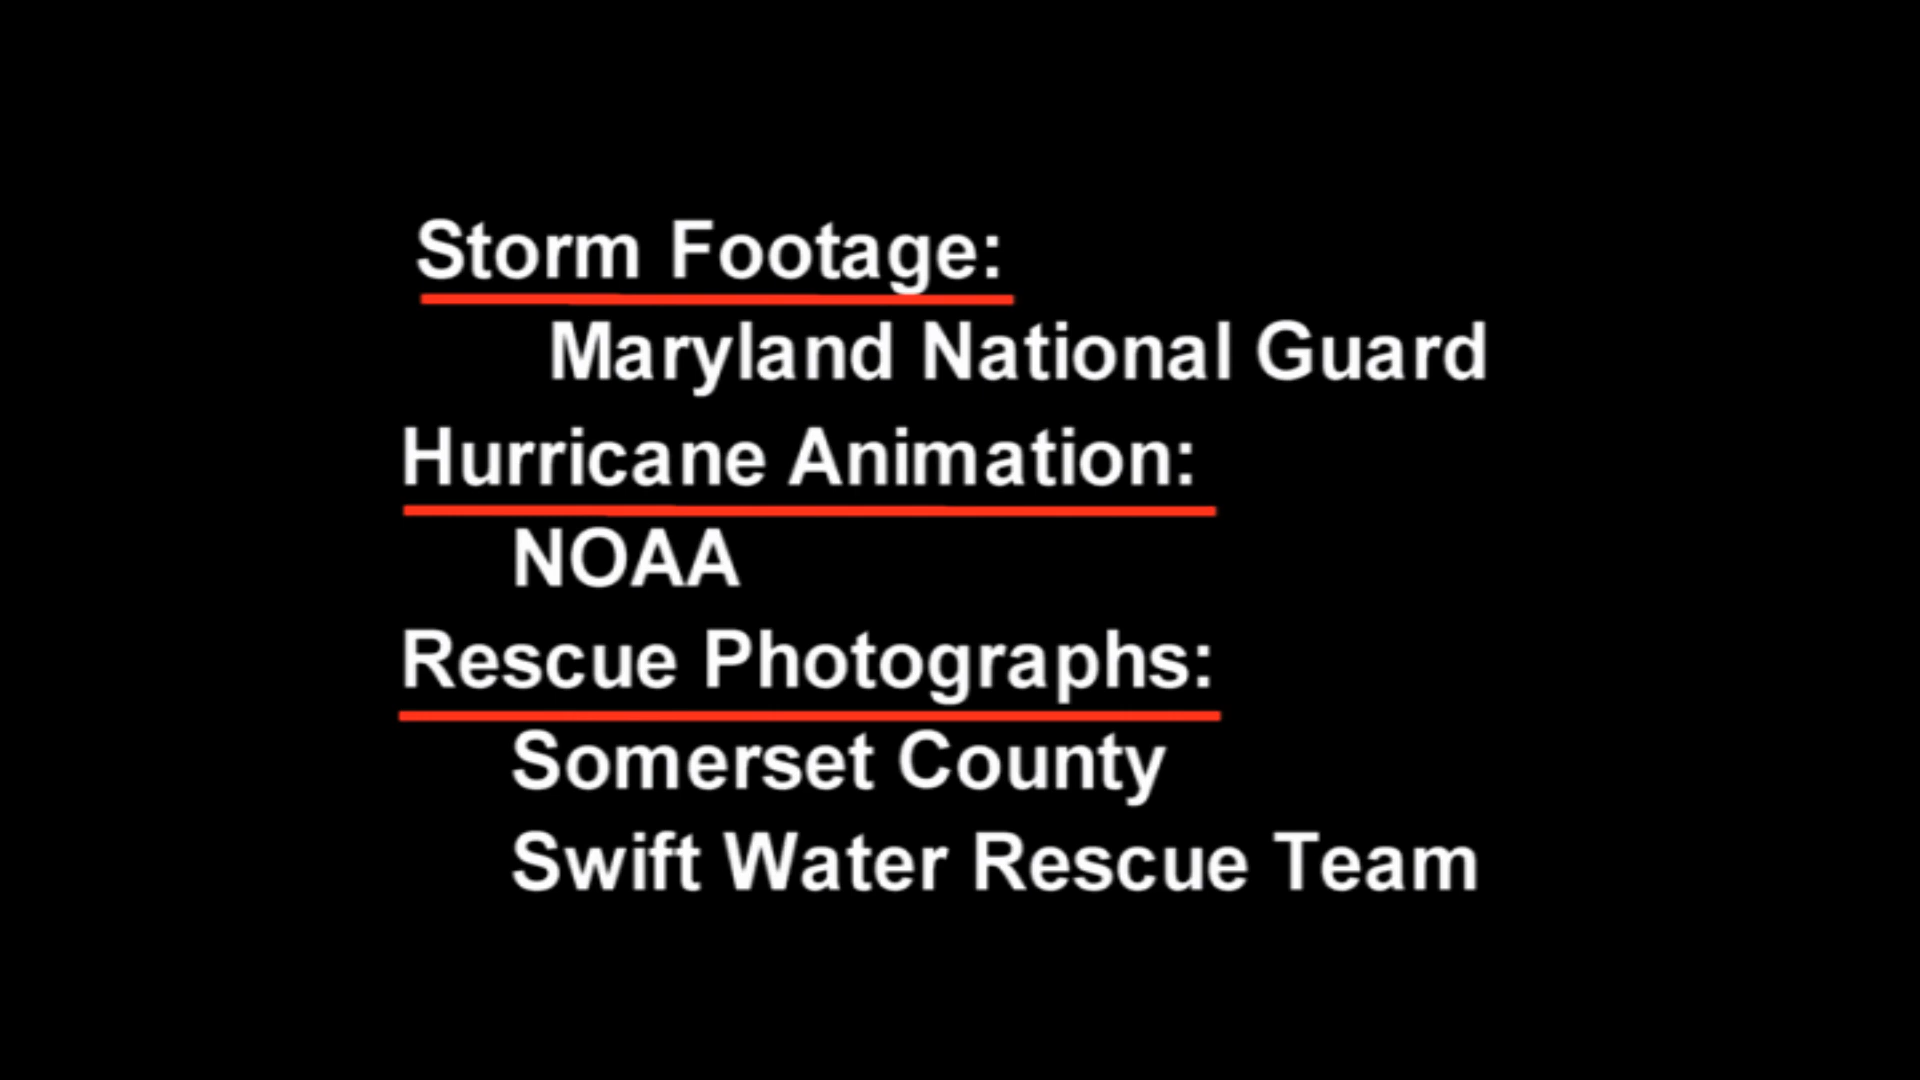 Storm Footage:
Maryland National Guard
Hurricane Animation:
NOAA
Rescue Photographs:
Somerset County
Swift Water Rescue Team